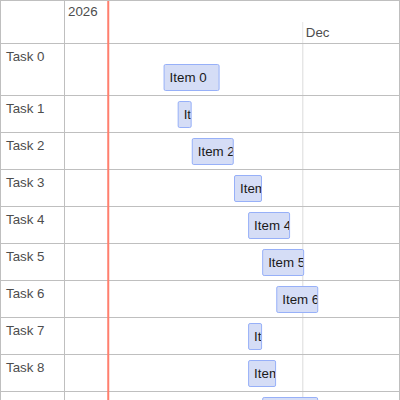 2026
Dec
Task 0
Item 0
Task 1
It
Task 2
Item 2
Task 3
Item
Task 4
Item 4
Task 5
Item 5
Task 6
Item 6
Task 7
It
Task 8
Item